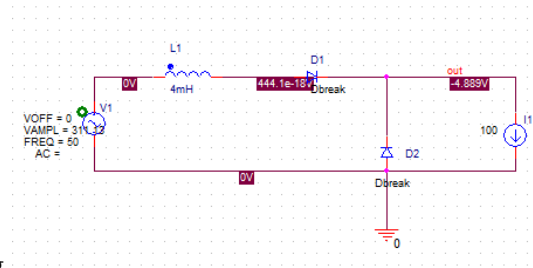 L1
D1
out
0V
4mH
444.1e-18V
Dbreak
-4.889V
V1
I1
VOFF = 0
VAMPL = 311.13
FREQ = 50
AC =
100
D2
0V
Dbreak
0